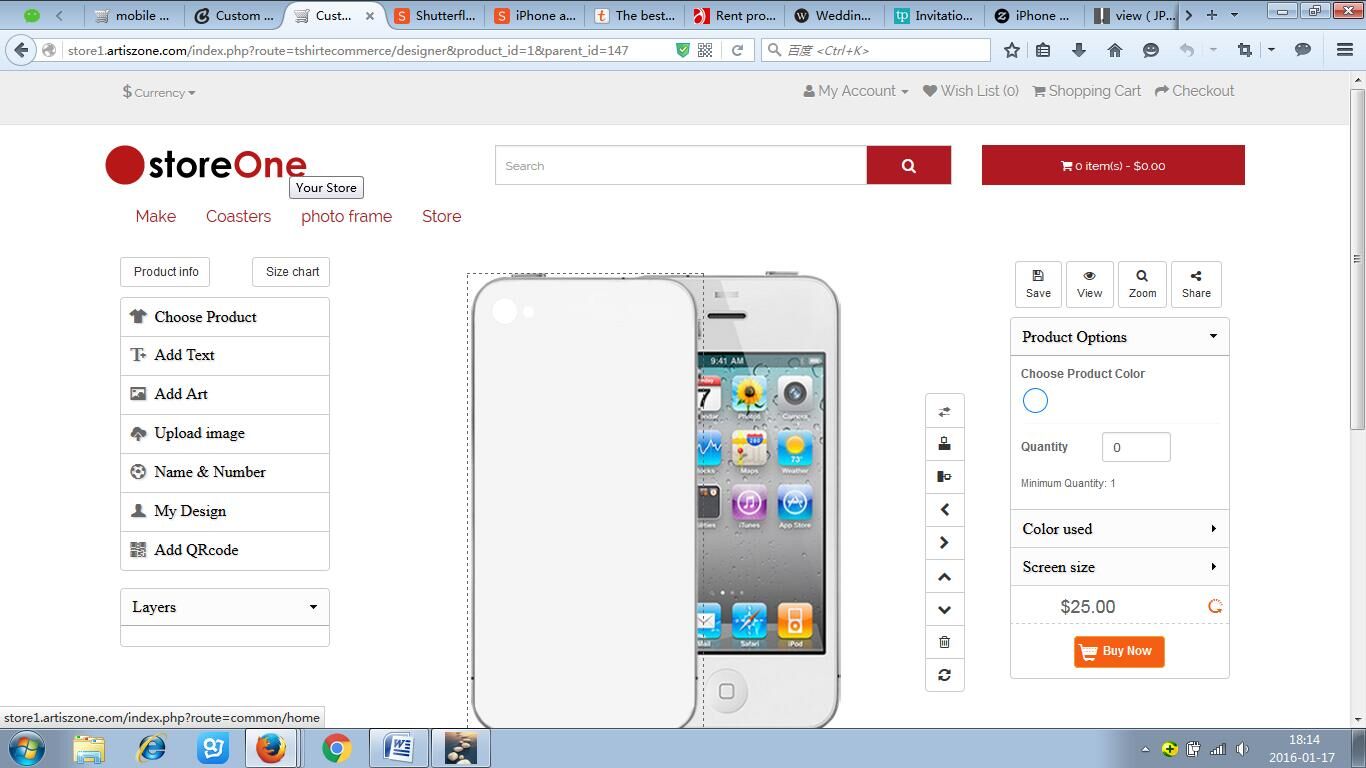 mobile ...
Custom ...
Cust...
Shutterfl...
iPhone a...
The best...
Rent pro...
Weddin...
Invitatio...
iPhone ...
view ( JP...
store1.artiszone.com/index.php?route=tshirtecommerce/designer&product_id=1&parent_id=147
百度 <Ctrl+K>
$ Currency
My Account
Wish List (0)
Shopping Cart
Checkout
storeOne
Search
0 item(s) - $0.00
Your Store
Make
Coasters
photo frame
Store
Product info
Size chart
Choose Product
Add Text
Add Art
Upload image
Name & Number
My Design
Add QRcode
Layers
9:41 AM
7
Photos
Camera
280
73°
Maps
Weather
iTunes
App Store
Safari
iPod
Save
View
Zoom
Share
Product Options
Choose Product Color
Quantity
0
Minimum Quantity: 1
Color used
Screen size
$25.00
Buy Now
store1.artiszone.com/index.php?route=common/home
18:14
2016-01-17